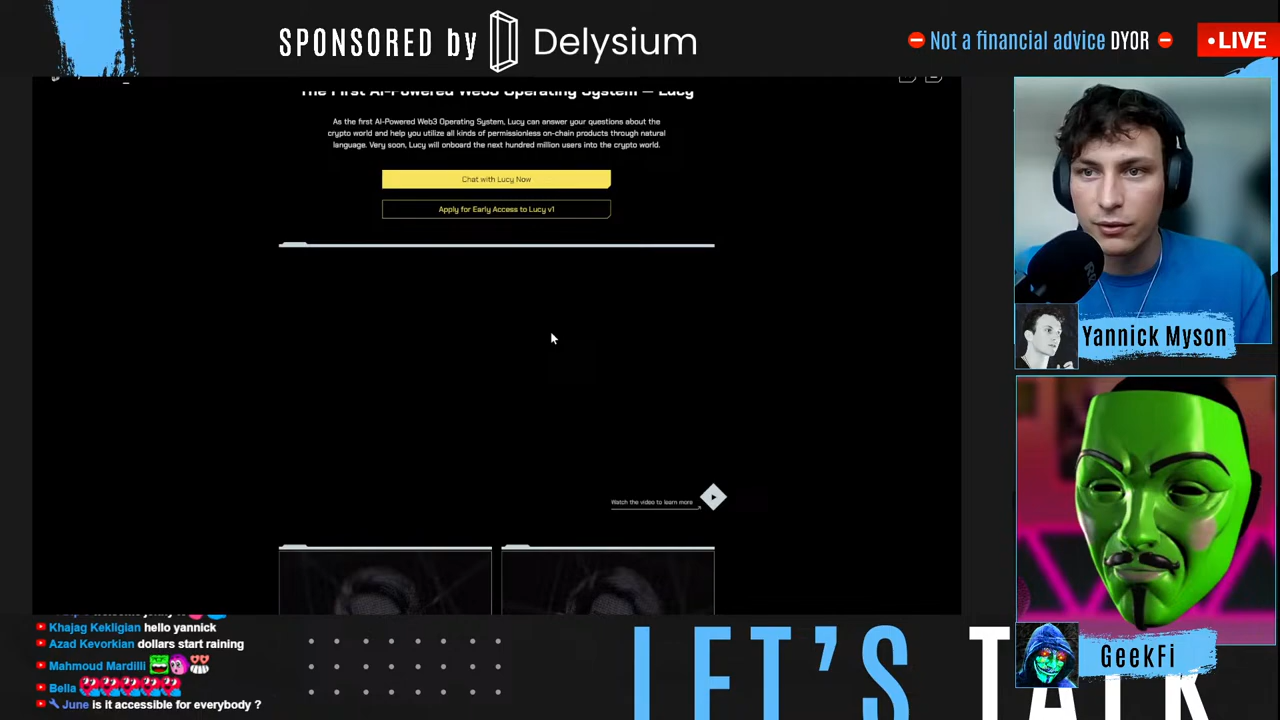 SPONSORED by Delysium
Not a financial advice DYOR
•LIVE
The First AI-Powered Web3 Operating System — Lucy
As the first AI-Powered Web3 Operating System, Lucy can answer your questions about the
crypto world and help you utilize all kinds of permissionless on-chain products through natural
language. Very soon, Lucy will onboard the next hundred million users into the crypto world.
Chat with Lucy Now
Apply for Early Access to Lucy v1
Watch the video to learn more
Yannick Myson
GeekFi
Khajag Kekligian hello yannick
Azad Kevorkian dollars start raining
Mahmoud Mardilli
Bella
June is it accessible for everybody ?
LET'S TALK